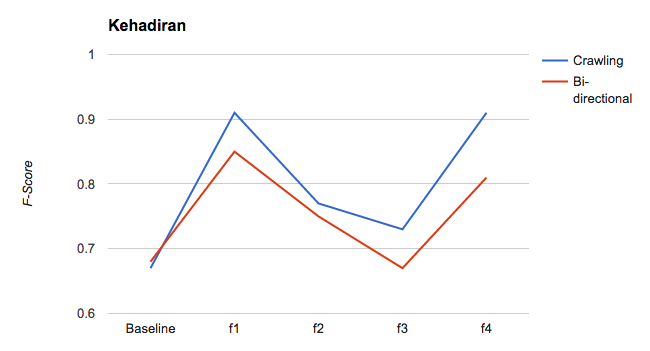 Kehadiran
1
0.9
0.8
0.7
0.6
F-Score
Baseline f1 f2 f3 f4
Crawling
Bi-
directional